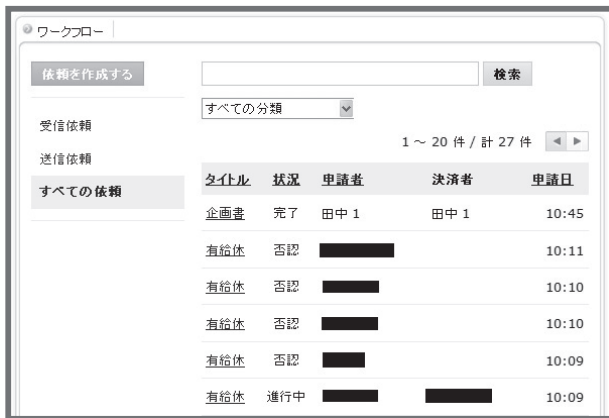 ワークフロー
依頼を作成する
検索
すべての分類
受信依頼
1 ～ 20 件 / 計 27 件
送信依頼
すべての依頼
タイトル 状況 申請者 決済者 申請日
企画書 完了 田中 1 田中 1 10:45
有給休 否認 10:11
有給休 否認 10:10
有給休 否認 10:10
有給休 否認 10:09
有給休 進行中 10:09